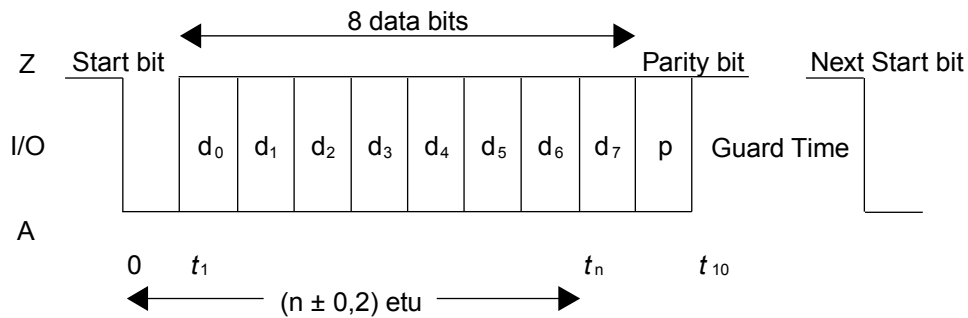 8 data bits
Z Start bit Parity bit Next Start bit
I/O d0 d1 d2 d3 d4 d5 d6 d7 p Guard Time
A
0 t1 tn t10
(n ± 0,2) etu